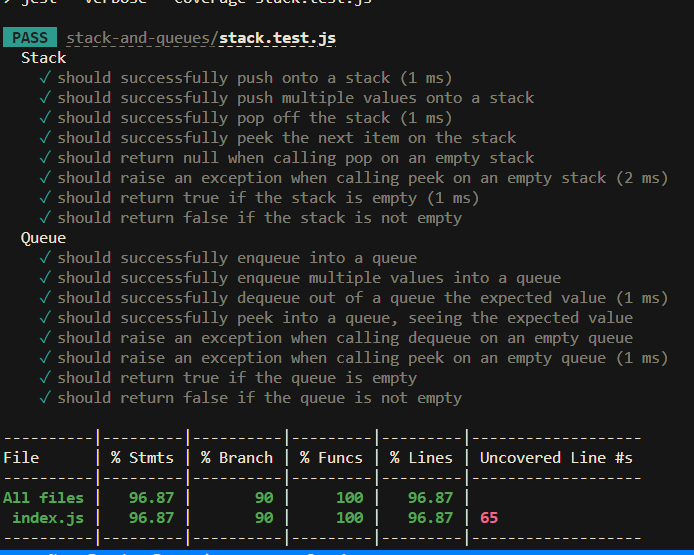 > jest --verbose --coverage stack.test.js
PASS stack-and-queues/stack.test.js
Stack
✓ should successfully push onto a stack (1 ms)
✓ should successfully push multiple values onto a stack
✓ should successfully pop off the stack (1 ms)
✓ should successfully peek the next item on the stack
✓ should return null when calling pop on an empty stack
✓ should raise an exception when calling peek on an empty stack (2 ms)
✓ should return true if the stack is empty (1 ms)
✓ should return false if the stack is not empty
Queue
✓ should successfully enqueue into a queue
✓ should successfully enqueue multiple values into a queue
✓ should successfully dequeue out of a queue the expected value (1 ms)
✓ should successfully peek into a queue, seeing the expected value
✓ should raise an exception when calling dequeue on an empty queue
✓ should raise an exception when calling peek on an empty queue (1 ms)
✓ should return true if the queue is empty
✓ should return false if the queue is not empty
----------|---------|----------|---------|---------|-------------------
File      | % Stmts | % Branch | % Funcs | % Lines | Uncovered Line #s
----------|---------|----------|---------|---------|-------------------
All files |   96.87 |       90 |     100 |   96.87 |
 index.js |   96.87 |       90 |     100 |   96.87 | 65
----------|---------|----------|---------|---------|-------------------